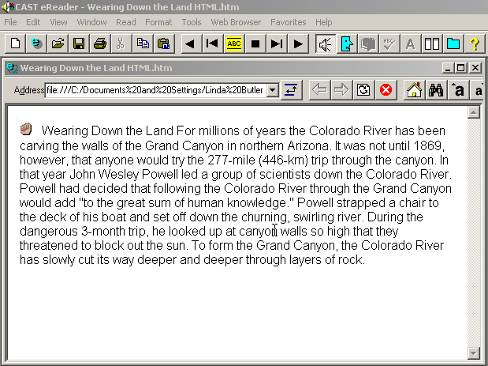 CAST eReader - Wearing Down the Land HTML.htm
File Edit View Window Read Format Tools Web Browser Favorites Help
ABC A ?
Wearing Down the Land HTML.htm
Address file:///C:/Documents%20and%20Settings/Linda%20Butler a a
Wearing Down the Land For millions of years the Colorado River has been
carving the walls of the Grand Canyon in northern Arizona. It was not until 1869,
however, that anyone would try the 277-mile (446-km) trip through the canyon. In
that year John Wesley Powell led a group of scientists down the Colorado River.
Powell had decided that following the Colorado River through the Grand Canyon
would add "to the great sum of human knowledge." Powell strapped a chair to
the deck of his boat and set off down the churning, swirling river. During the
dangerous 3-month trip, he looked up at canyon walls so high that they
threatened to block out the sun. To form the Grand Canyon, the Colorado River
has slowly cut its way deeper and deeper through layers of rock.